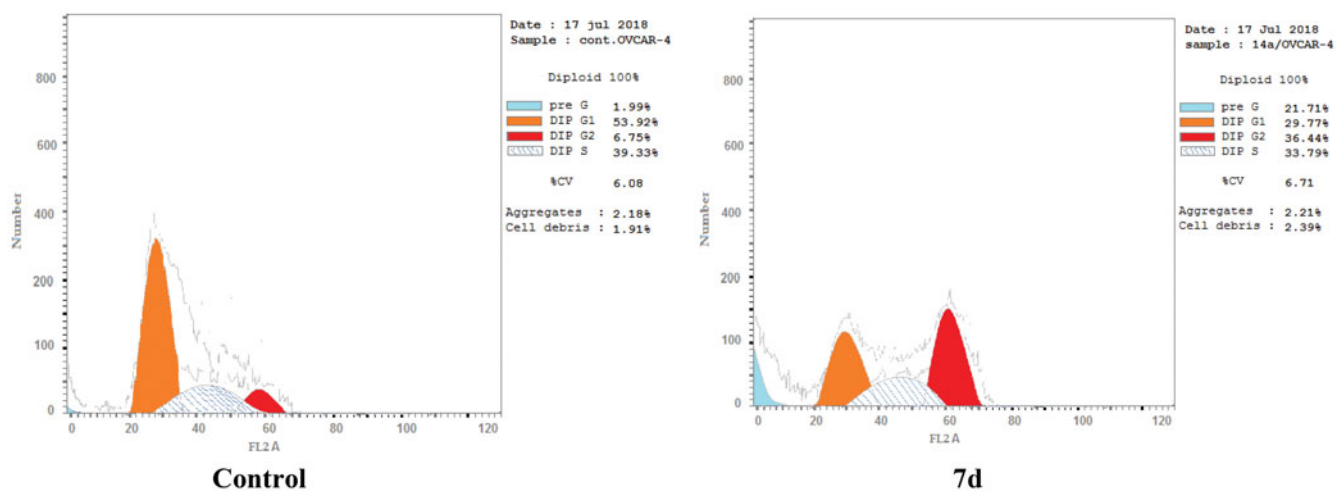 Date : 17 jul 2018
Sample : cont.OVCAR-4
Diploid 100%
pre G 1.99%
DIP G1 53.92%
DIP G2 6.75%
DIP S 39.33%
%CV 6.08
Aggregates : 2.18%
Cell debris : 1.91%
Number
800
600
400
200
100
0
0 20 40 60 80 100 120
FL2A
Control
Date : 17 Jul 2018
sample : 14a/OVCAR-4
Diploid 100%
pre G 21.71%
DIP G1 29.77%
DIP G2 36.44%
DIP S 33.79%
%CV 6.71
Aggregates : 2.21%
Cell debris : 2.39%
Number
800
600
400
200
100
0
0 20 40 60 80 100 120
FL2A
7d